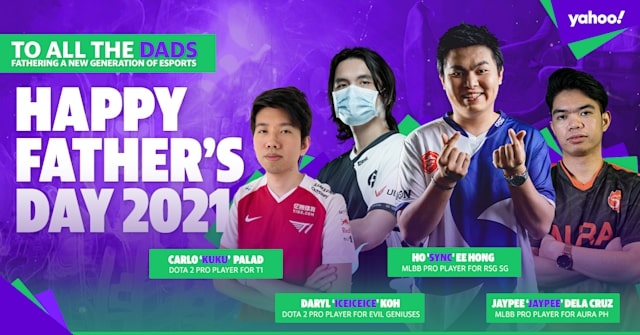 yahoo!
TO ALL THE DADS
FATHERING A NEW GENERATION OF ESPORTS
HAPPY
FATHER'S
DAY 2021
CARLO 'KUKU' PALAD
DOTA 2 PRO PLAYER FOR T1
HO 'SYNC' EE HONG
MLBB PRO PLAYER FOR RSG SG
DARYL 'ICEICEICE' KOH
DOTA 2 PRO PLAYER FOR EVIL GENIUSES
JAYPEE 'JAYPEE' DELA CRUZ
MLBB PRO PLAYER FOR AURA PH